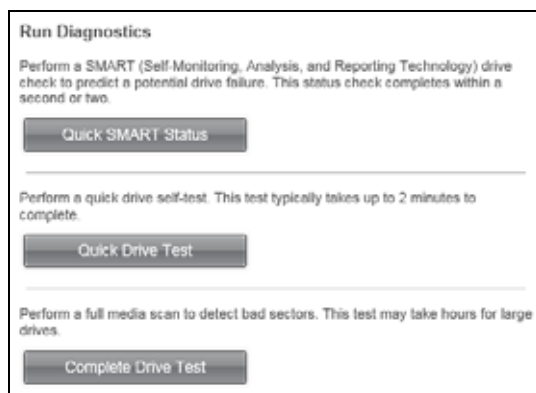 Run Diagnostics
Perform a SMART (Self-Monitoring, Analysis, and Reporting Technology) drive
check to predict a potential drive failure. This status check completes within a
second or two.
Quick SMART Status
Perform a quick drive self-test. This test typically takes up to 2 minutes to
complete.
Quick Drive Test
Perform a full media scan to detect bad sectors. This test may take hours for large
drives.
Complete Drive Test